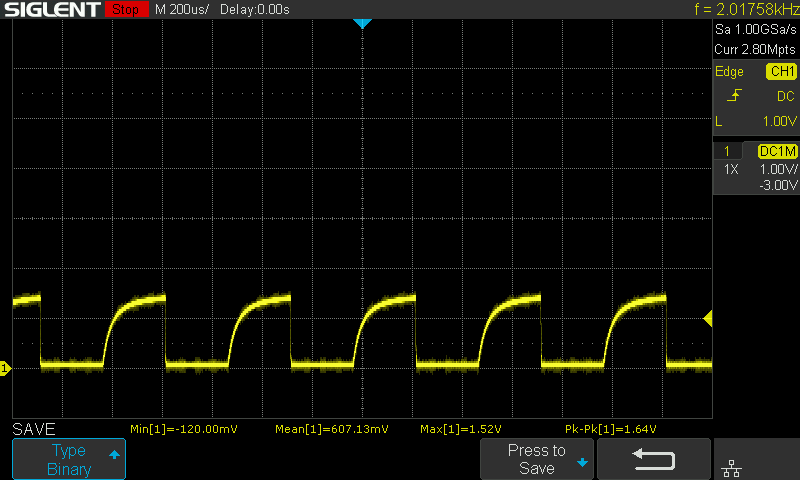 SIGLENT Stop M 200us/ Delay:0.00s f = 2.01758kHz
Sa 1.00GSa/s
Curr 2.80Mpts
Edge CH1
DC
L 1.00V
1 DC1M
1X 1.00V/
-3.00V
1
SAVE Min[1]=-120.00mV Mean[1]=607.13mV Max[1]=1.52V Pk-Pk[1]=1.64V
Type
Binary
Press to
Save